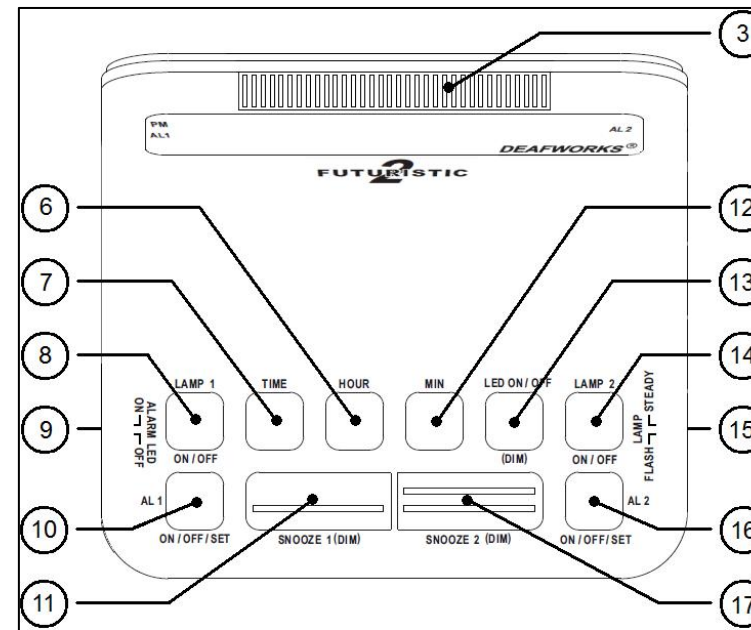 3
PM
AL1
AL 2
DEAFWORKS ®
FUTURISTIC
2
6
12
7
13
8
14
LAMP 1
TIME
HOUR
MIN
LED ON / OFF
LAMP 2
9
ALARM LED
ON
OFF
LAMP
STEADY
FLASH
15
ON / OFF
(DIM)
ON / OFF
10
AL 1
AL 2
16
ON / OFF / SET
SNOOZE 1 (DIM)
SNOOZE 2 (DIM)
ON / OFF / SET
11
17